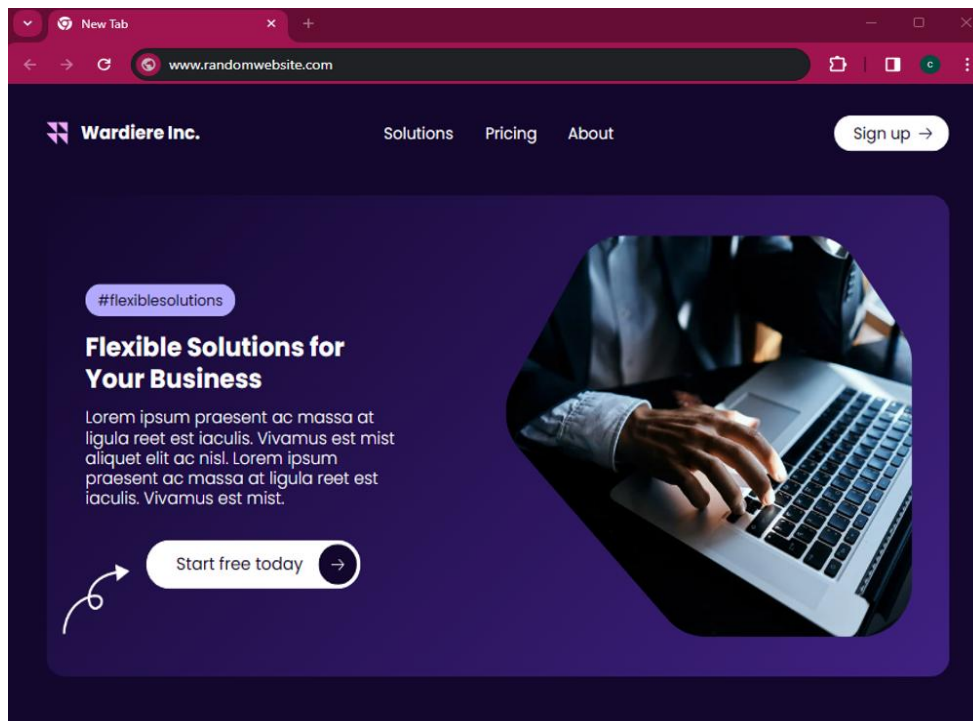 New Tab
www.randomwebsite.com
c
Wardiere Inc.
Solutions Pricing About
Sign up
#flexiblesolutions
Flexible Solutions for
Your Business
Lorem ipsum praesent ac massa at
ligula reet est iaculis. Vivamus est mist
aliquet elit ac nisl. Lorem ipsum
praesent ac massa at ligula reet est
iaculis. Vivamus est mist.
Start free today